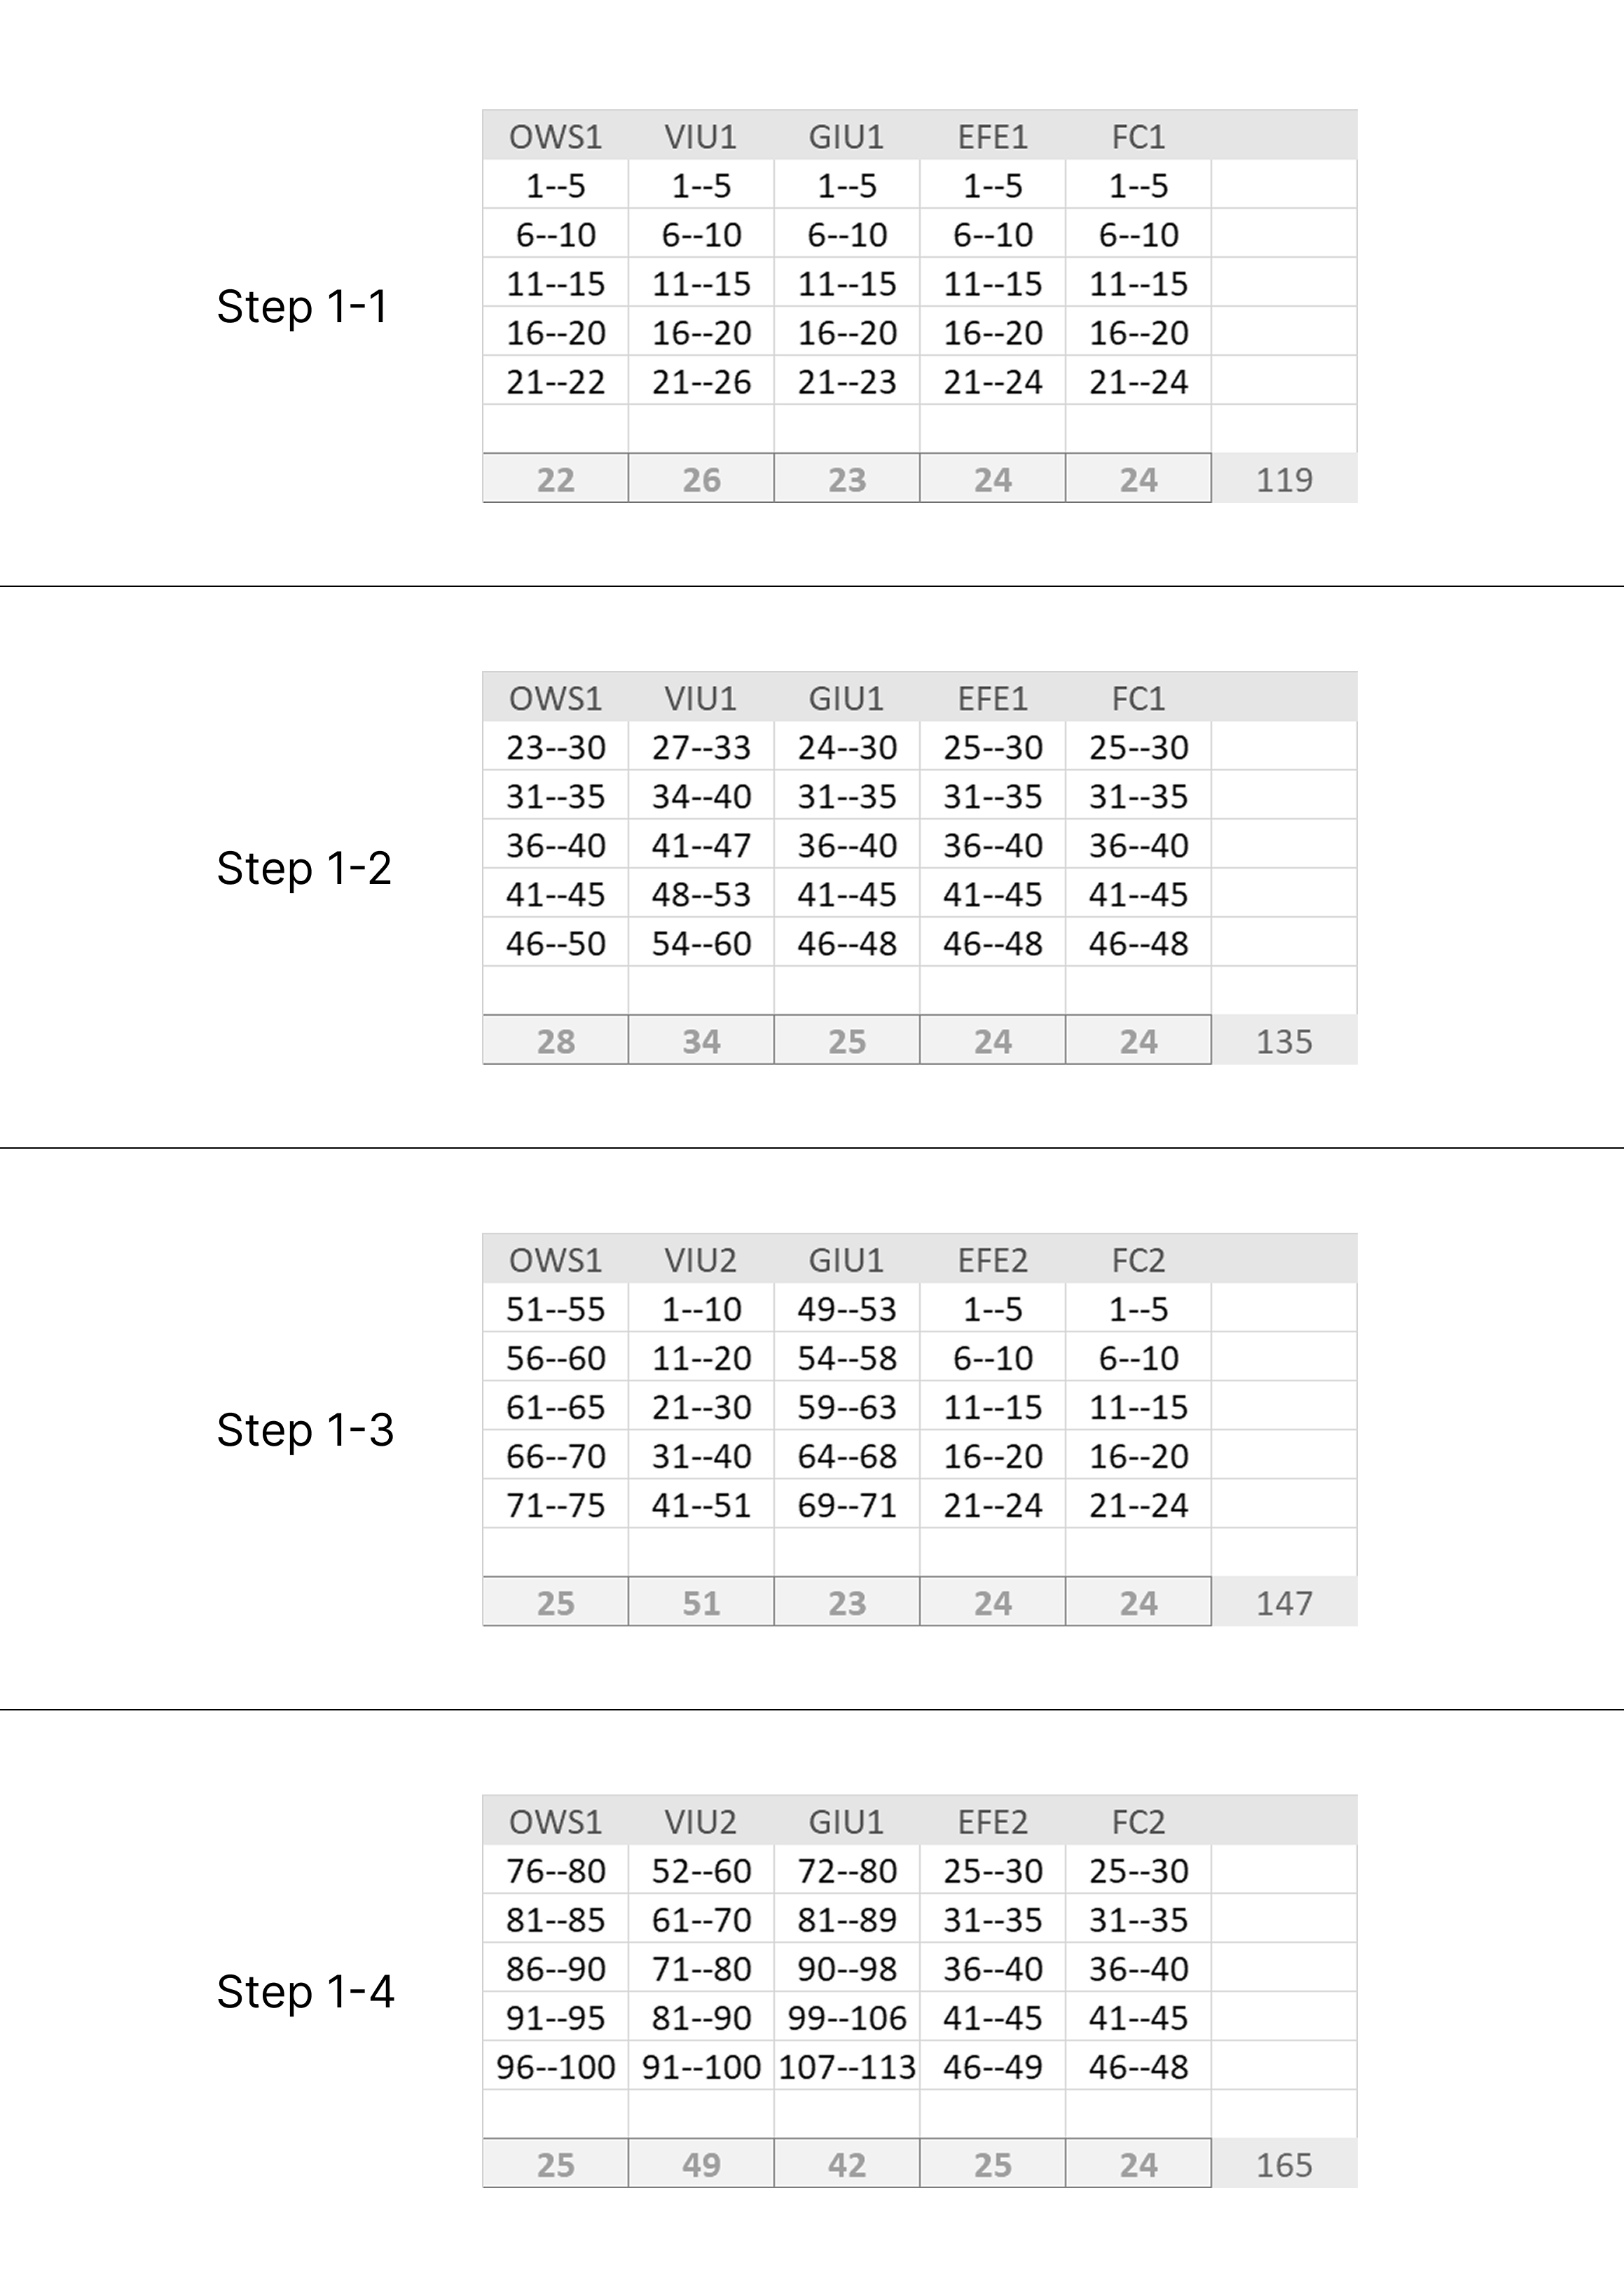 OWS1 VIU1 GIU1 EFE1 FC1
1--5 1--5 1--5 1--5 1--5
6--10 6--10 6--10 6--10 6--10
11--15 11--15 11--15 11--15 11--15
Step 1-1
16--20 16--20 16--20 16--20 16--20
21--22 21--26 21--23 21--24 21--24
22 26 23 24 24 119
OWS1 VIU1 GIU1 EFE1 FC1
23--30 27--33 24--30 25--30 25--30
31--35 34--40 31--35 31--35 31--35
36--40 41--47 36--40 36--40 36--40
Step 1-2
41--45 48--53 41--45 41--45 41--45
46--50 54--60 46--48 46--48 46--48
28 34 25 24 24 135
OWS1 VIU2 GIU1 EFE2 FC2
51--55 1--10 49--53 1--5 1--5
56--60 11--20 54--58 6--10 6--10
61--65 21--30 59--63 11--15 11--15
Step 1-3
66--70 31--40 64--68 16--20 16--20
71--75 41--51 69--71 21--24 21--24
25 51 23 24 24 147
OWS1 VIU2 GIU1 EFE2 FC2
76--80 52--60 72--80 25--30 25--30
81--85 61--70 81--89 31--35 31--35
86--90 71--80 90--98 36--40 36--40
Step 1-4
91--95 81--90 99--106 41--45 41--45
96--100 91--100 107--113 46--49 46--48
25 49 42 25 24 165